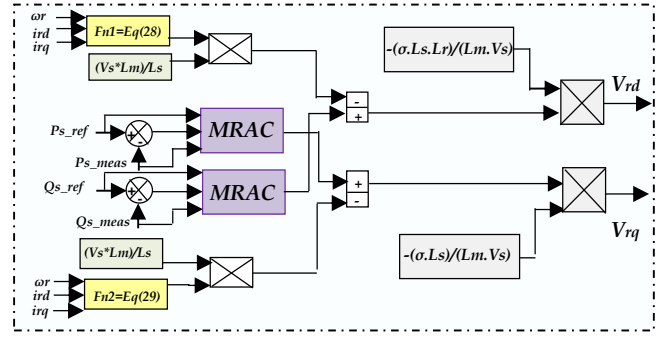 ωr
ird
irq
Fn1=Eq(28)
(Vs*Lm)/Ls
-(σ.Ls.Lr)/(Lm.Vs)
-
+
Vrd
Ps_ref
+
-
MRAC
Ps_meas
Qs_ref
+
-
MRAC
Qs_meas
+
-
Vrq
(Vs*Lm)/Ls
-(σ.Ls)/(Lm.Vs)
ωr
ird
irq
Fn2=Eq(29)